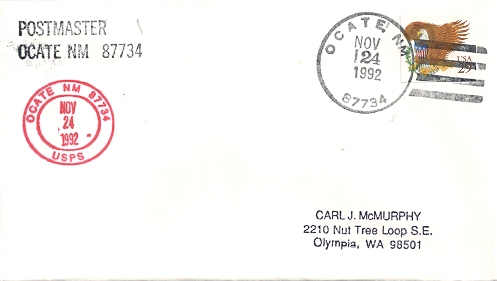 POSTMASTER
OCATE NM 87734
OCATE NM 87734
NOV
24
1992
USPS
OCATE, NM
NOV
24
1992
87734
USA
29
CARL J. McMURPHY
2210 Nut Tree Loop S.E.
Olympia, WA 98501